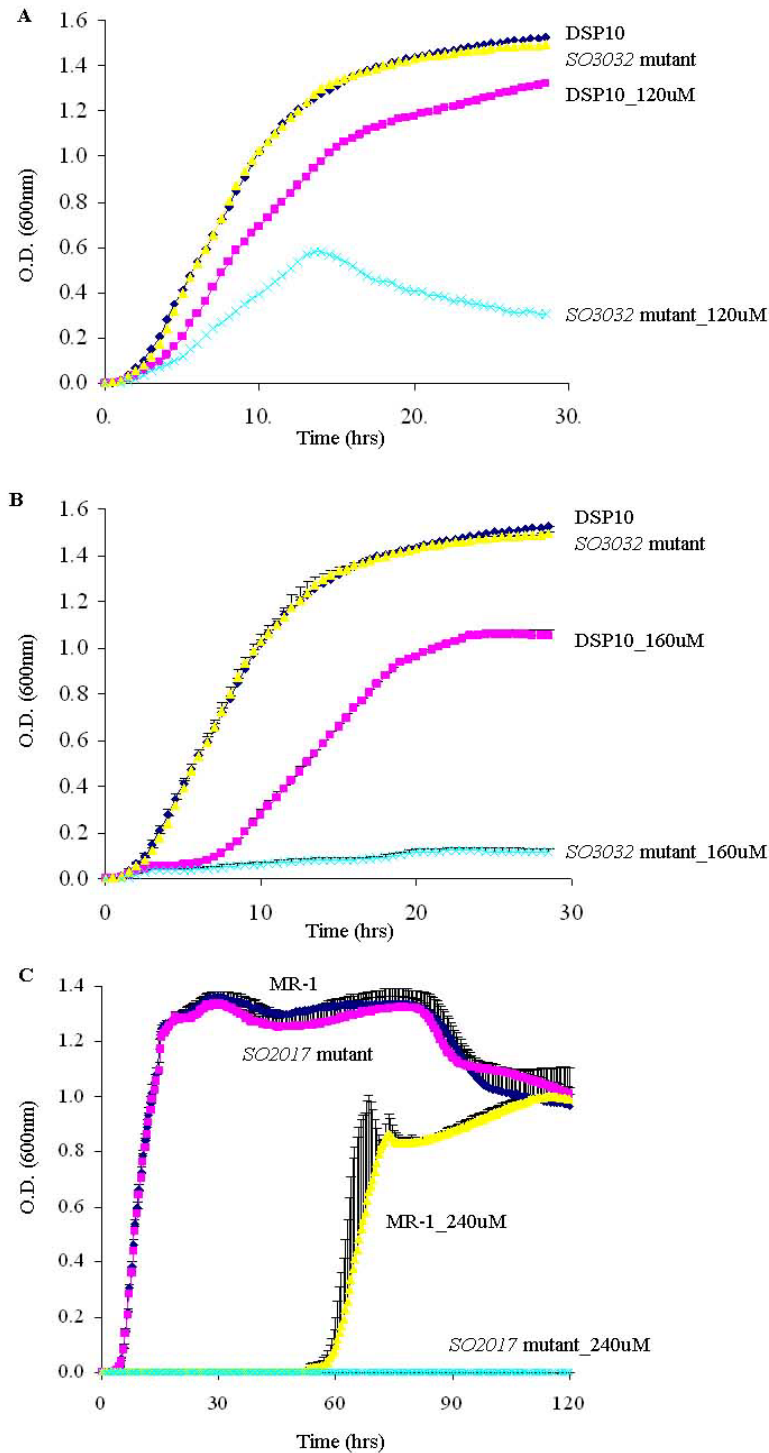 A
1.6
1.4
1.2
1.0
0.8
0.6
0.4
0.2
0.0
O.D. (600nm)
DSP10
SO3032 mutant
DSP10_120uM
SO3032 mutant_120uM
0. 10. 20. 30.
Time (hrs)
B
1.6
1.4
1.2
1.0
0.8
0.6
0.4
0.2
0.0
O.D. (600nm)
DSP10
SO3032 mutant
DSP10_160uM
SO3032 mutant_160uM
0 10 20 30
Time (hrs)
C
1.4
1.2
1.0
0.8
0.6
0.4
0.2
0.0
O.D. (600nm)
MR-1
SO2017 mutant
MR-1_240uM
SO2017 mutant_240uM
0 30 60 90 120
Time (hrs)